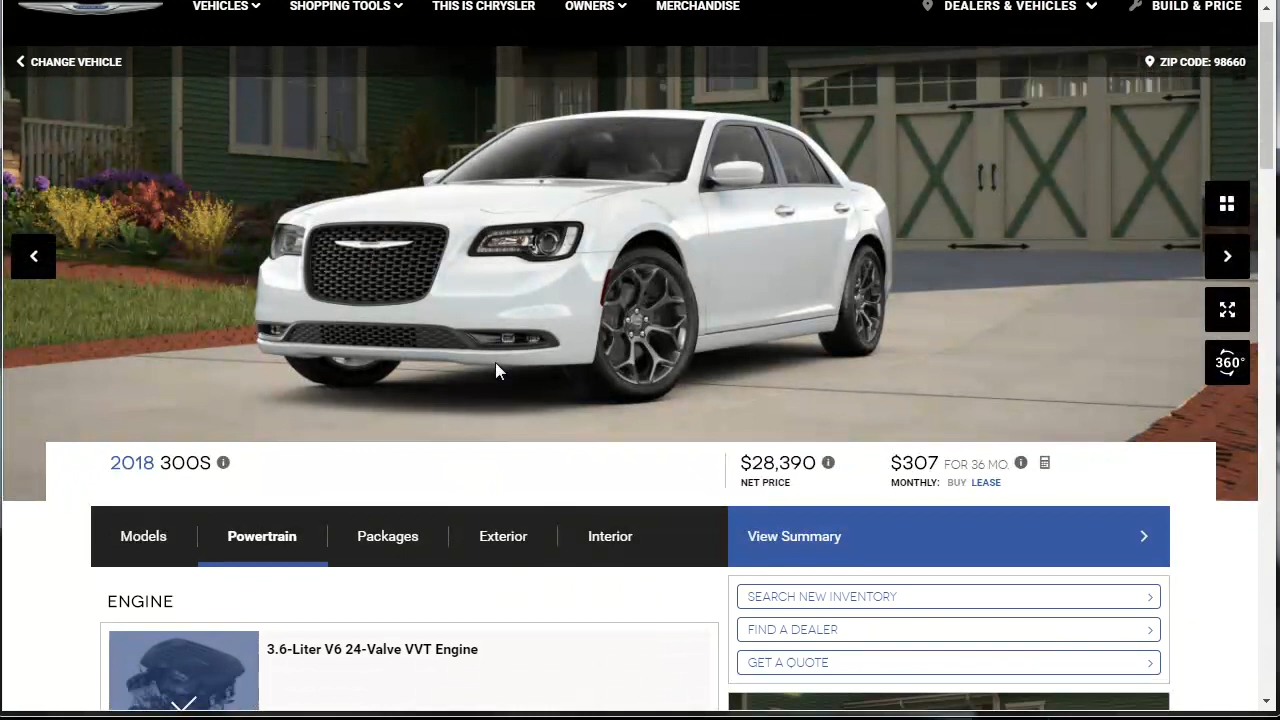 VEHICLES SHOPPING TOOLS THIS IS CHRYSLER OWNERS MERCHANDISE DEALERS & VEHICLES BUILD & PRICE
CHANGE VEHICLE ZIP CODE: 98660
360°
2018 300S $28,390 $307 FOR 36 MO.
NET PRICE MONTHLY: BUY LEASE
Models Powertrain Packages Exterior Interior View Summary
SEARCH NEW INVENTORY
ENGINE
FIND A DEALER
3.6-Liter V6 24-Valve VVT Engine
GET A QUOTE